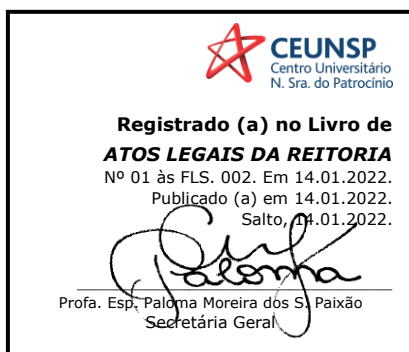 CEUNSP
Centro Universitário
N. Sra. do Patrocínio
Registrado (a) no Livro de
ATOS LEGAIS DA REITORIA
Nº 01 às FLS. 002. Em 14.01.2022.
Publicado (a) em 14.01.2022.
Salto, 14.01.2022.
Paloma
Profa. Esp. Paloma Moreira dos S. Paixão
Secretária Geral